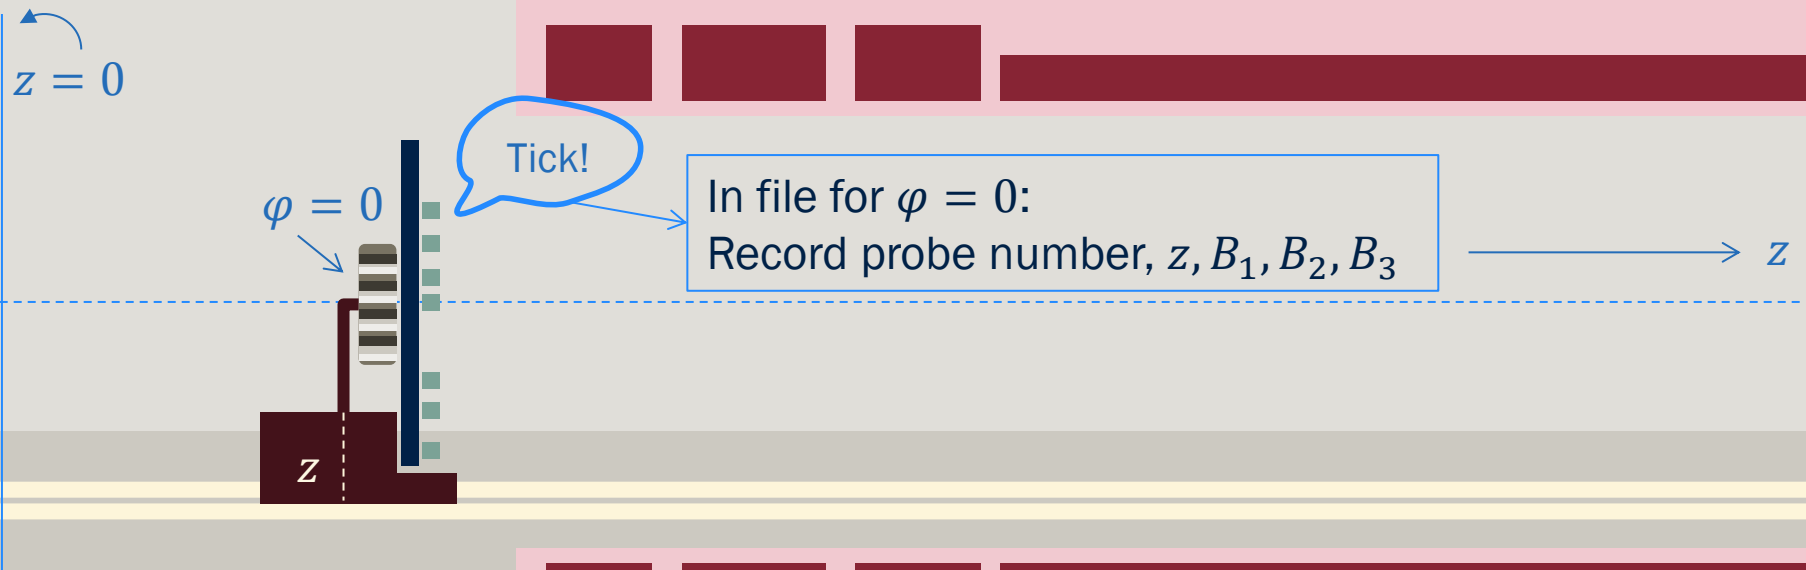 z = 0
Tick!
φ = 0
In file for φ = 0:
Record probe number, z, B₁, B₂, B₃
z
z